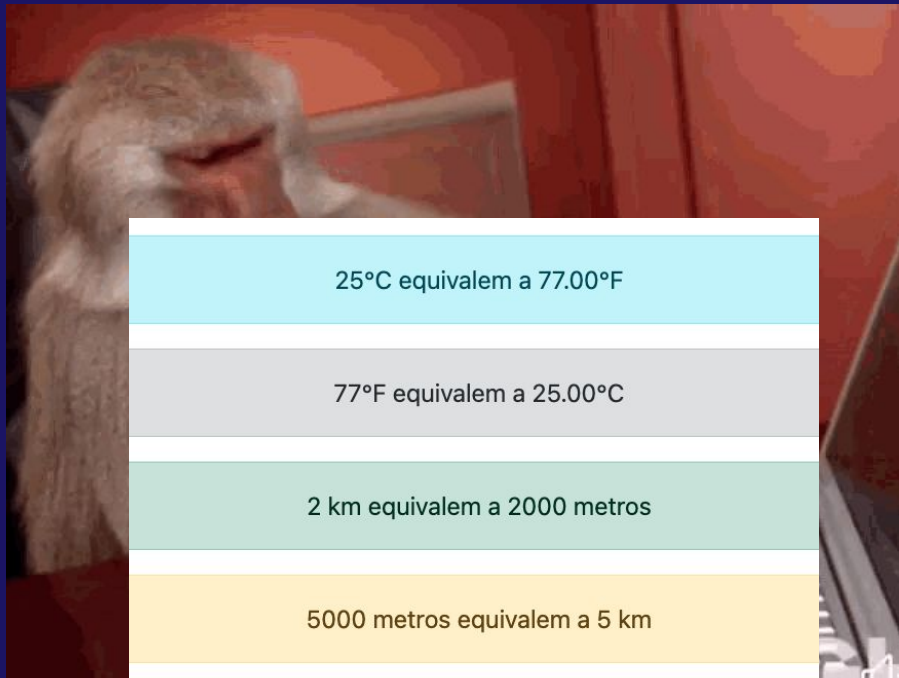 25°C equivalem a 77.00°F
77°F equivalem a 25.00°C
2 km equivalem a 2000 metros
5000 metros equivalem a 5 km